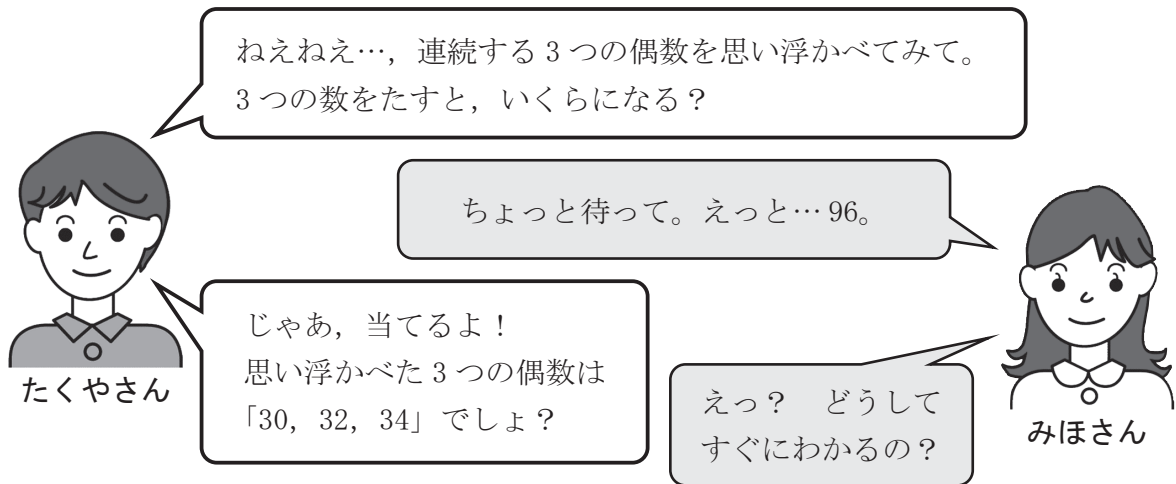 ねえねえ…，連続する3つの偶数を思い浮かべてみて。
3つの数をたすと，いくらになる？
ちょっと待って。えっと…96。
じゃあ，当てるよ！
思い浮かべた3つの偶数は
「30，32，34」でしょ？
たくやさん
えっ？　どうして
すぐにわかるの？
みほさん